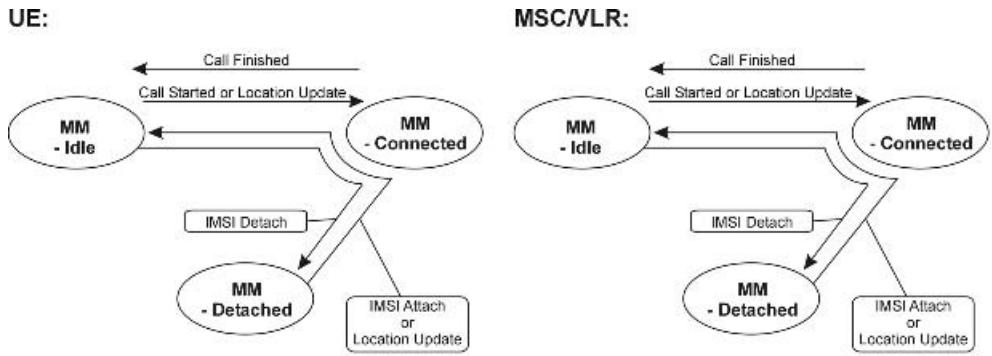 UE:
Call Finished
Call Started or Location Update
MM
- Idle
MM
- Connected
IMSI Detach
MM
- Detached
IMSI Attach
or
Location Update
MSC/VLR:
Call Finished
Call Started or Location Update
MM
- Idle
MM
- Connected
IMSI Detach
MM
- Detached
IMSI Attach
or
Location Update